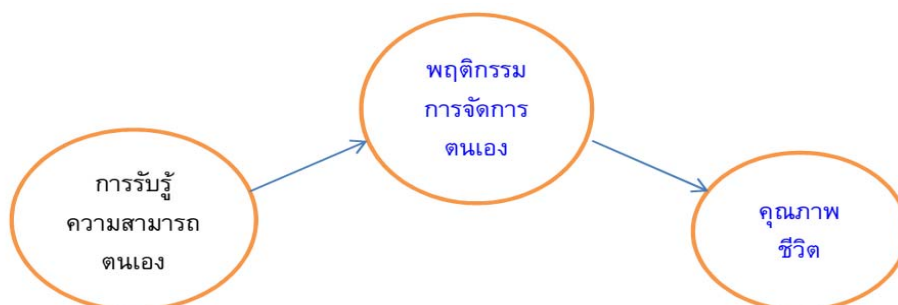 พฤติกรรม
การจัดการ
ตนเอง
การรับรู้
ความสามารถ
ตนเอง
คุณภาพ
ชีวิต